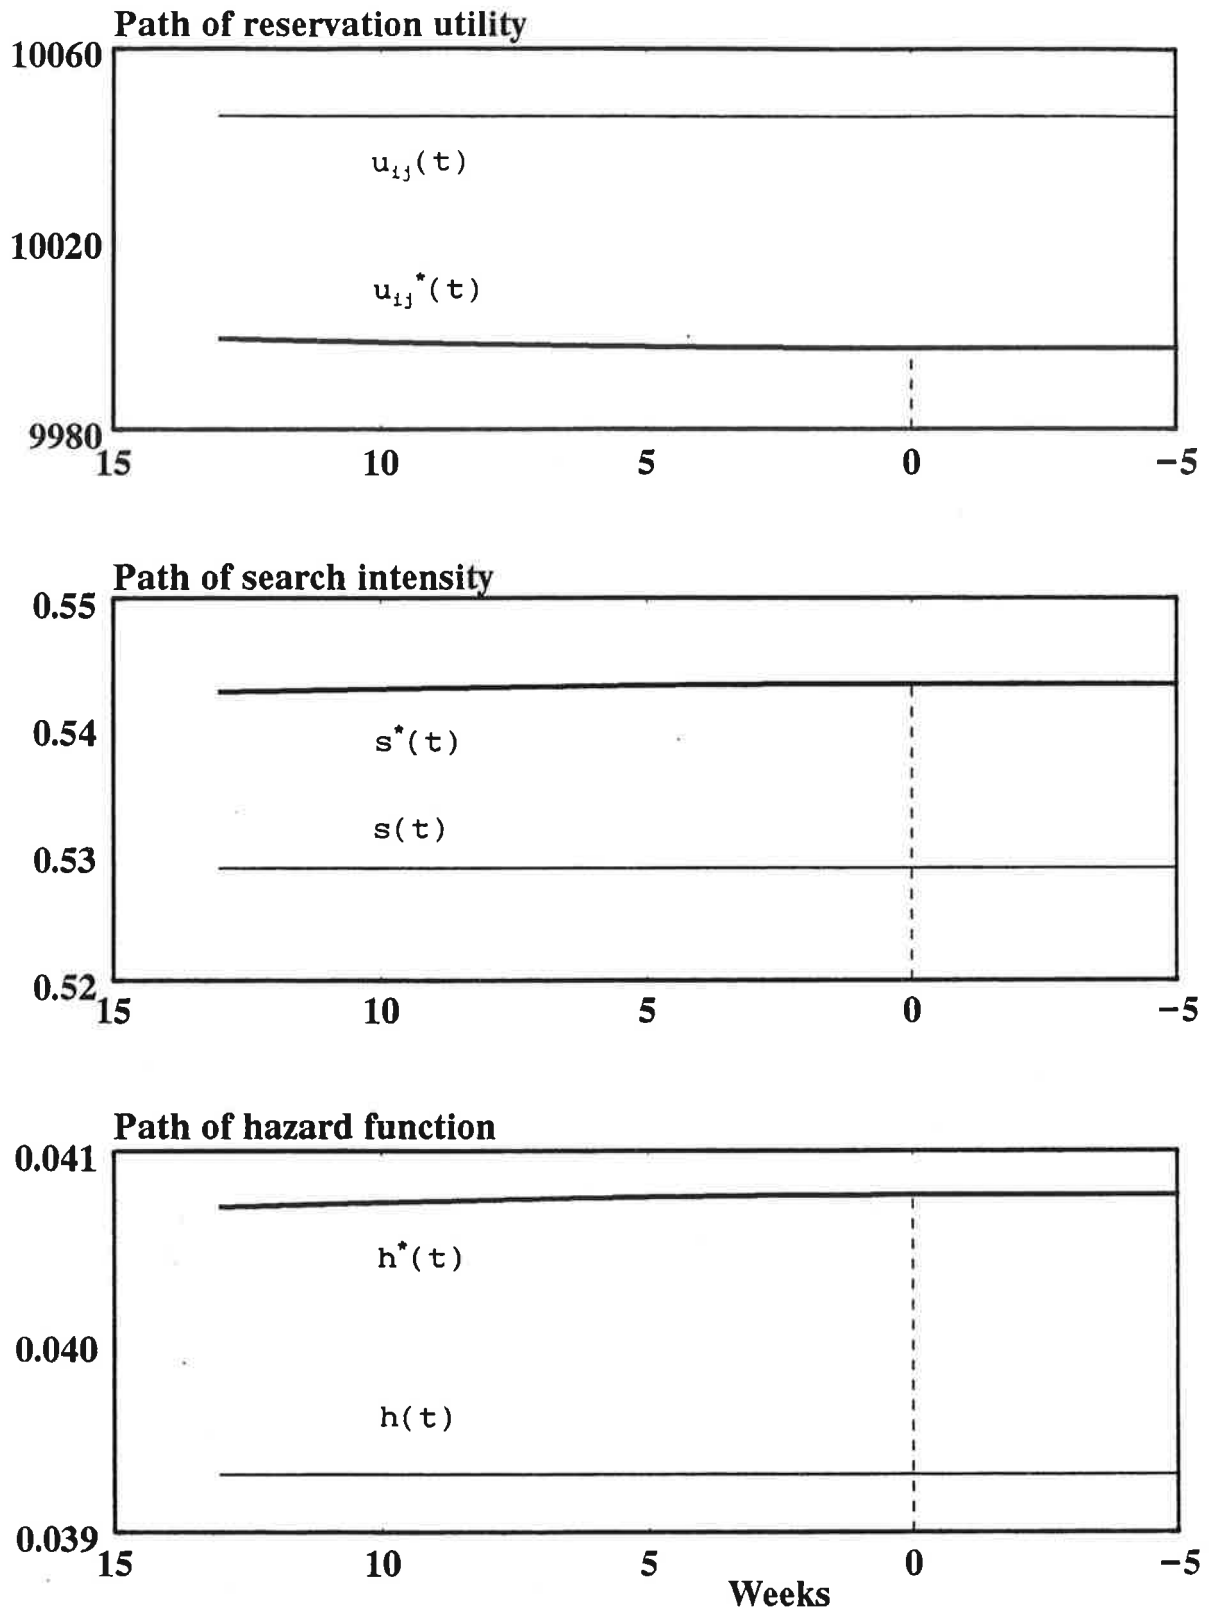 Path of reservation utility
10060
u_ij(t)
10020
u_ij*(t)
9980
15 10 5 0 −5
Path of search intensity
0.55
0.54
s*(t)
s(t)
0.53
0.52
15 10 5 0 −5
Path of hazard function
0.041
h*(t)
0.040
h(t)
0.039
15 10 5 0 −5
Weeks